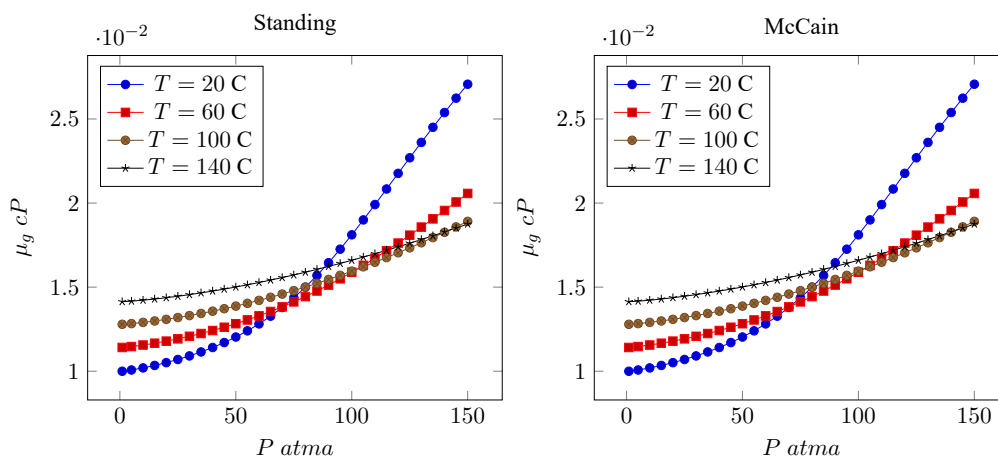 Standing
·10⁻²
T = 20 C
T = 60 C
T = 100 C
T = 140 C
2.5
2
1.5
1
0
50
100
150
μg cP
P atma
McCain
·10⁻²
T = 20 C
T = 60 C
T = 100 C
T = 140 C
2.5
2
1.5
1
0
50
100
150
μg cP
P atma